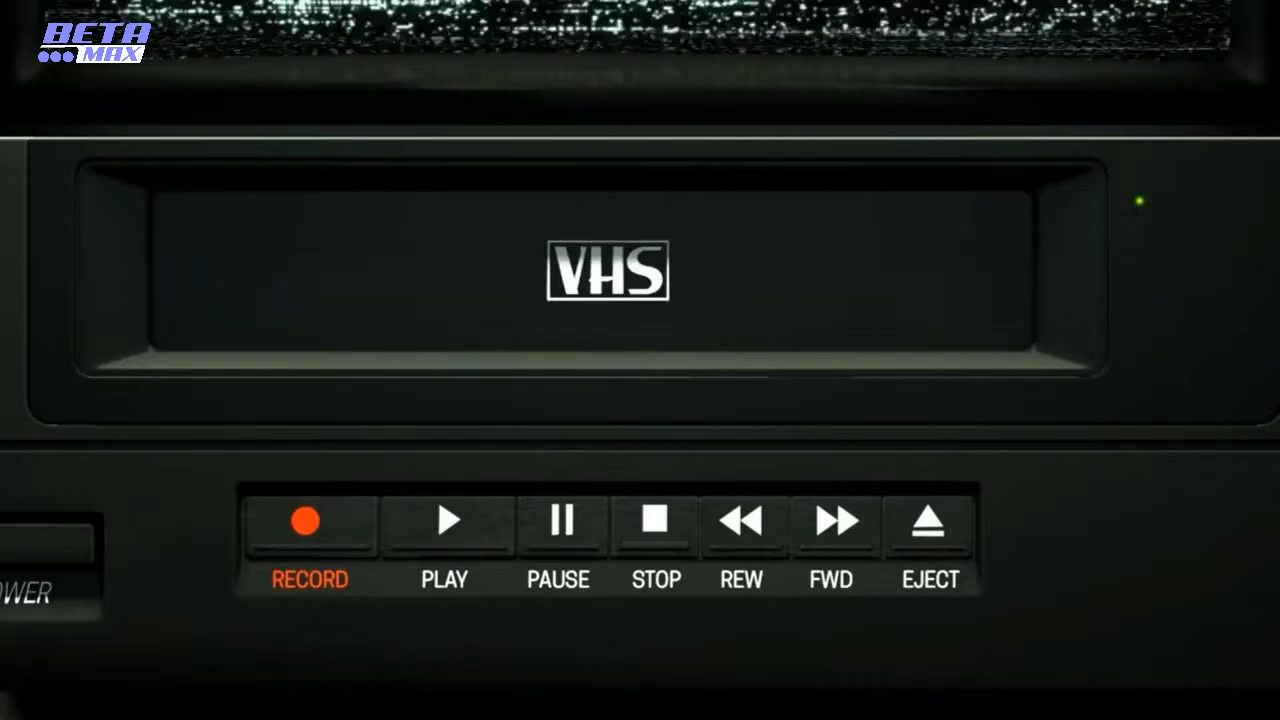 BETA
MAX
VHS
RECORD PLAY PAUSE STOP REW FWD EJECT
OWER